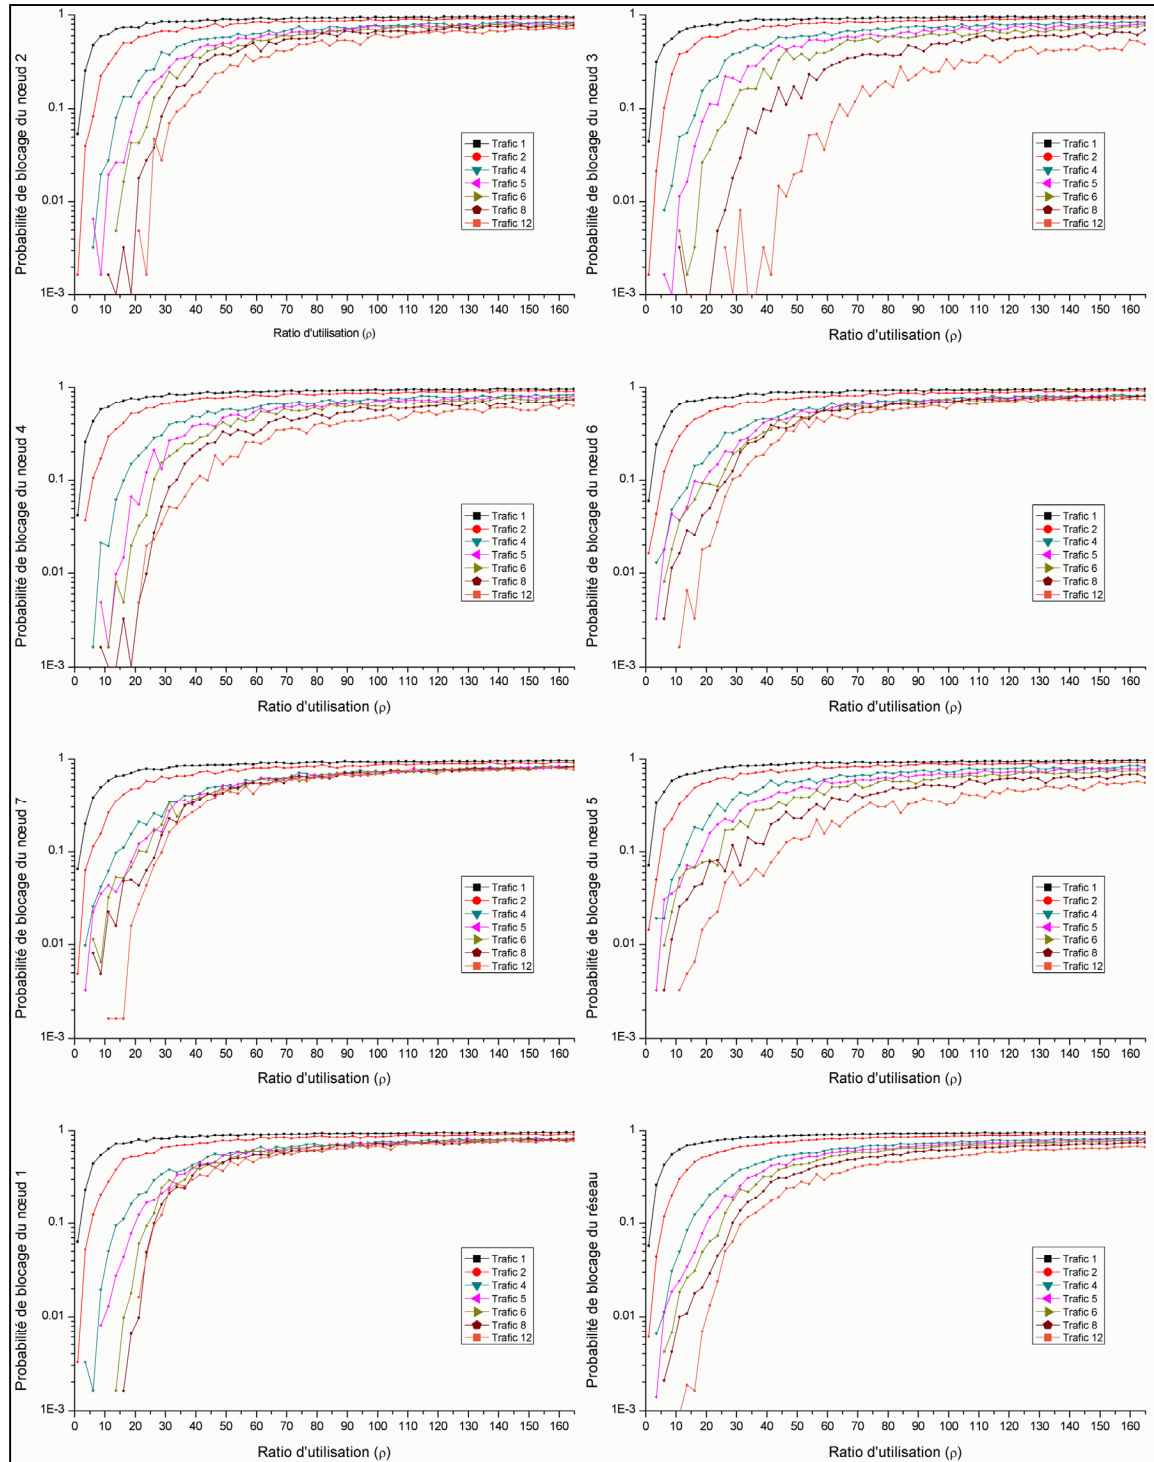 Probabilité de blocage du nœud 2
1
0.1
0.01
1E-3
0 10 20 30 40 50 60 70 80 90 100 110 120 130 140 150 160
Ratio d'utilisation (ρ)
Trafic 1
Trafic 2
Trafic 4
Trafic 5
Trafic 6
Trafic 8
Trafic 12
Probabilité de blocage du nœud 3
1
0.1
0.01
1E-3
0 10 20 30 40 50 60 70 80 90 100 110 120 130 140 150 160
Ratio d'utilisation (ρ)
Trafic 1
Trafic 2
Trafic 4
Trafic 5
Trafic 6
Trafic 8
Trafic 12
Probabilité de blocage du nœud 4
1
0.1
0.01
1E-3
0 10 20 30 40 50 60 70 80 90 100 110 120 130 140 150 160
Ratio d'utilisation (ρ)
Trafic 1
Trafic 2
Trafic 4
Trafic 5
Trafic 6
Trafic 8
Trafic 12
Probabilité de blocage du nœud 6
1
0.1
0.01
1E-3
0 10 20 30 40 50 60 70 80 90 100 110 120 130 140 150 160
Ratio d'utilisation (ρ)
Trafic 1
Trafic 2
Trafic 4
Trafic 5
Trafic 6
Trafic 8
Trafic 12
Probabilité de blocage du nœud 7
1
0.1
0.01
1E-3
0 10 20 30 40 50 60 70 80 90 100 110 120 130 140 150 160
Ratio d'utilisation (ρ)
Trafic 1
Trafic 2
Trafic 4
Trafic 5
Trafic 6
Trafic 8
Trafic 12
Probabilité de blocage du nœud 5
1
0.1
0.01
1E-3
0 10 20 30 40 50 60 70 80 90 100 110 120 130 140 150 160
Ratio d'utilisation (ρ)
Trafic 1
Trafic 2
Trafic 4
Trafic 5
Trafic 6
Trafic 8
Trafic 12
Probabilité de blocage du nœud 1
1
0.1
0.01
1E-3
0 10 20 30 40 50 60 70 80 90 100 110 120 130 140 150 160
Ratio d'utilisation (ρ)
Trafic 1
Trafic 2
Trafic 4
Trafic 5
Trafic 6
Trafic 8
Trafic 12
Probabilité de blocage du réseau
1
0.1
0.01
1E-3
0 10 20 30 40 50 60 70 80 90 100 110 120 130 140 150 160
Ratio d'utilisation (ρ)
Trafic 1
Trafic 2
Trafic 4
Trafic 5
Trafic 6
Trafic 8
Trafic 12